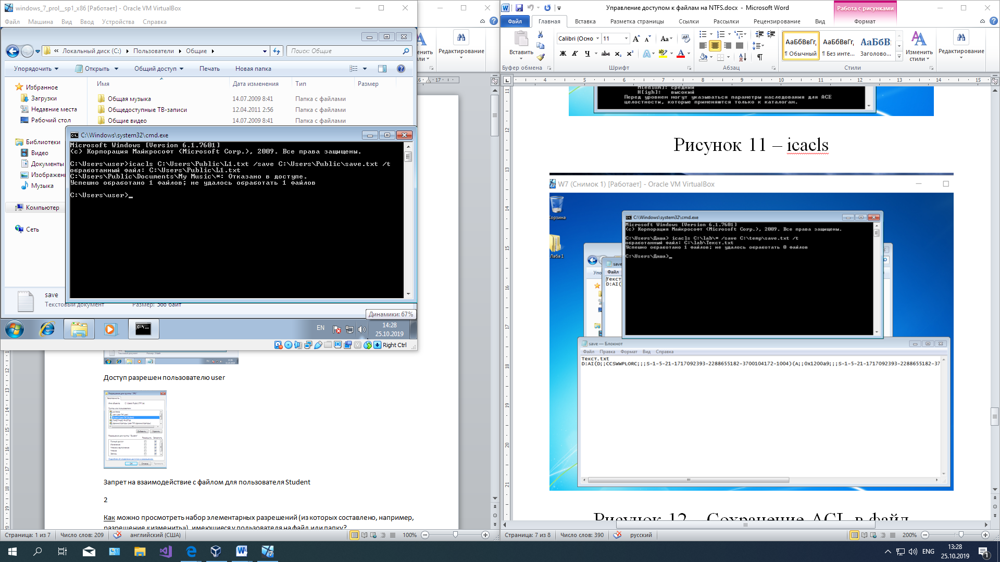 windows_7_prol__sp1_x86 [Работает] - Oracle VM VirtualBox
Файл Машина Вид Ввод Устройства Справка
« Локальный диск (C:) Пользователи Общие
Поиск: Общие
Упорядочить Открыть Общий доступ Печать Новая папка
Имя Дата изменения Тип Размер
Избранное
Загрузки
Недавние места
Рабочий стол
Библиотеки
Видео
Документы
Изображен
Музыка
Компьютер
Сеть
Общая музыка 14.07.2009 8:41 Папка с файлами
Общедоступные ТВ-записи 12.04.2011 2:56 Папка с файлами
Общие видео 14.07.2009 8:41 Папка с файлами
C:\Windows\system32\cmd.exe
Microsoft Windows [Version 6.1.7601]
(c) Корпорация Майкрософт (Microsoft Corp.), 2009. Все права защищены.
C:\Users\user>icacls C:\Users\Public\L1.txt /save C:\Users\Public\save.txt /t
обработанный файл: C:\Users\Public\L1.txt
C:\Users\Public\Documents\My Music\*: Отказано в доступе.
Успешно обработано 1 файлов; не удалось обработать 1 файлов
C:\Users\user>_
save
Текстовый документ Размер: 566 байт
Динамики: 67%
EN
14:28
25.10.2019
Right Ctrl
Редактирование
Доступ разрешен пользователю user
Запрет на взаимодействие с файлом для пользователя Student
2
Как можно просмотреть набор элементарных разрешений (из которых составлено, например,
разрешение «изменить»), имеющиеся у пользователя на файл или папку?
Страница: 1 из 7 Число слов: 209 английский (США) 100%
Управление доступом к файлам на NTFS.docx - Microsoft Word
Работа с рисунками
Файл Главная Вставка Разметка страницы Ссылки Рассылки Рецензирование Вид Формат
Вставить
Calibri (Осно 11
Ж К Ч abc x₂ x²
АаБбВвГг, АаБбВвГг, АаБбВ
¶ Обычный ¶ Без инте... Заголово...
Изменить стили
Редактирование
Буфер обмена Шрифт Абзац Стили
M[edium]: средний
H[igh]: высокий
Перед уровнем могут указываться параметры наследования для ACE
целостности, которые применяются только к каталогам.
Рисунок 11 – icacls
W7 (Снимок 1) [Работает] - Oracle VM VirtualBox
Корзина
Лаба 1
C:\Windows\system32\cmd.exe
Microsoft Windows [Version 6.1.7601]
(c) Корпорация Майкрософт (Microsoft Corp.), 2009. Все права защищены.
C:\Users\Даша> icacls C:\lab\* /save C:\temp\save.txt /t
обработанный файл: C:\lab\Текст.txt
Успешно обработано 1 файлов; не удалось обработать 0 файлов
C:\Users\Даша>_
Упо
save
Файл
Текст
D:AI(
save — Блокнот
Файл Правка Формат Вид Справка
Текст.txt
D:AI(D;;CCSWWPLORC;;;S-1-5-21-1717092393-2288655182-3700104172-1004)(A;;0x1200a9;;;S-1-5-21-1717092393-2288655182-37
Рисунок 12 – Сохранение ACL в файл
Страница: 7 из 8 Число слов: 390 русский 200%
ENG
13:28
25.10.2019
1